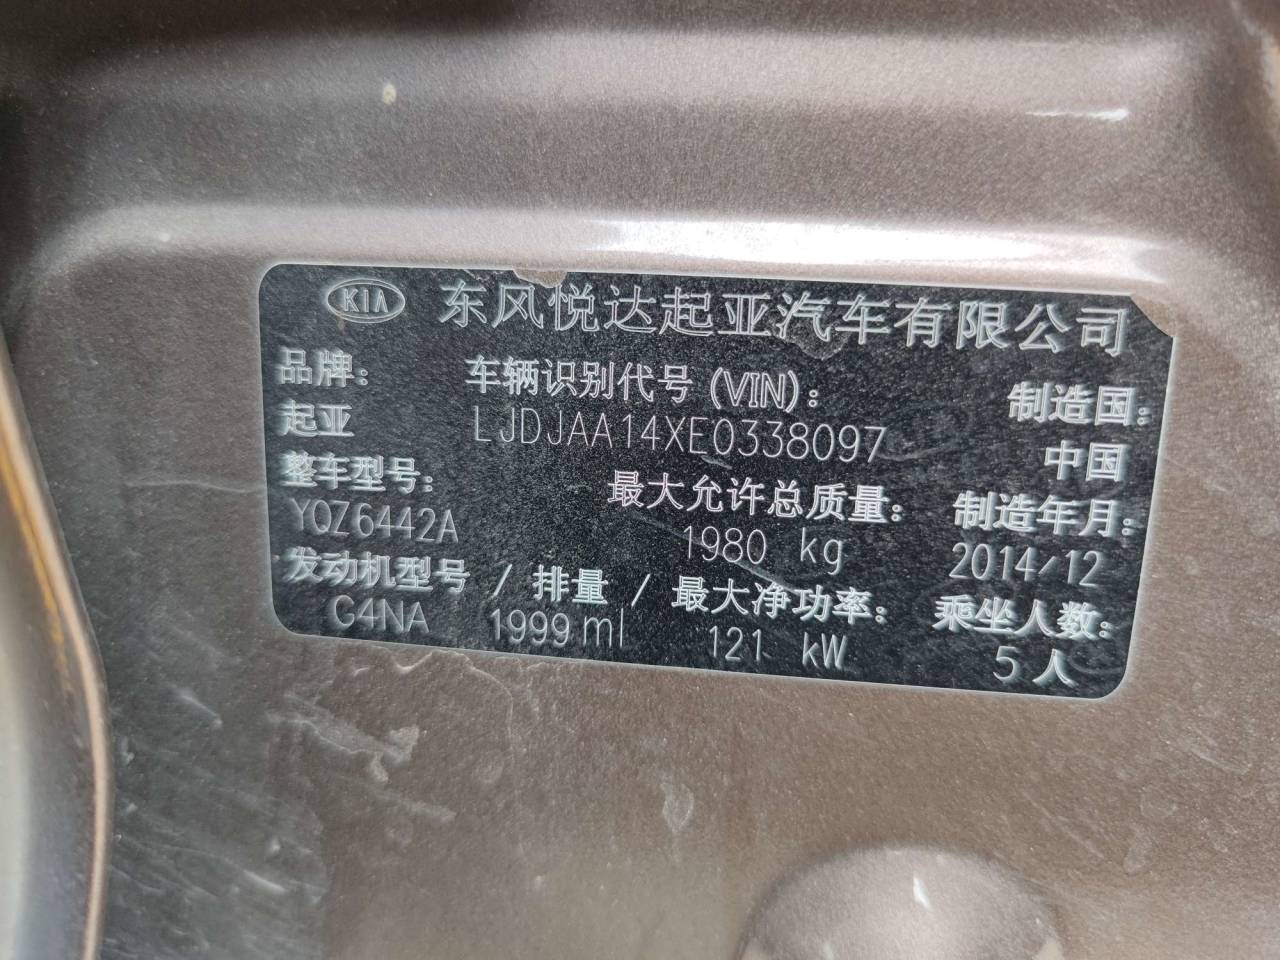 KIA 东风悦达起亚汽车有限公司
品牌: 车辆识别代号 (VIN): 制造国:
起亚 LJDJAA14XE0338097 中国
整车型号: 最大允许总质量: 制造年月:
YQZ6442A 1980 kg 2014/12
发动机型号 / 排量 / 最大净功率: 乘坐人数:
G4NA 1999 ml 121 kW 5 人